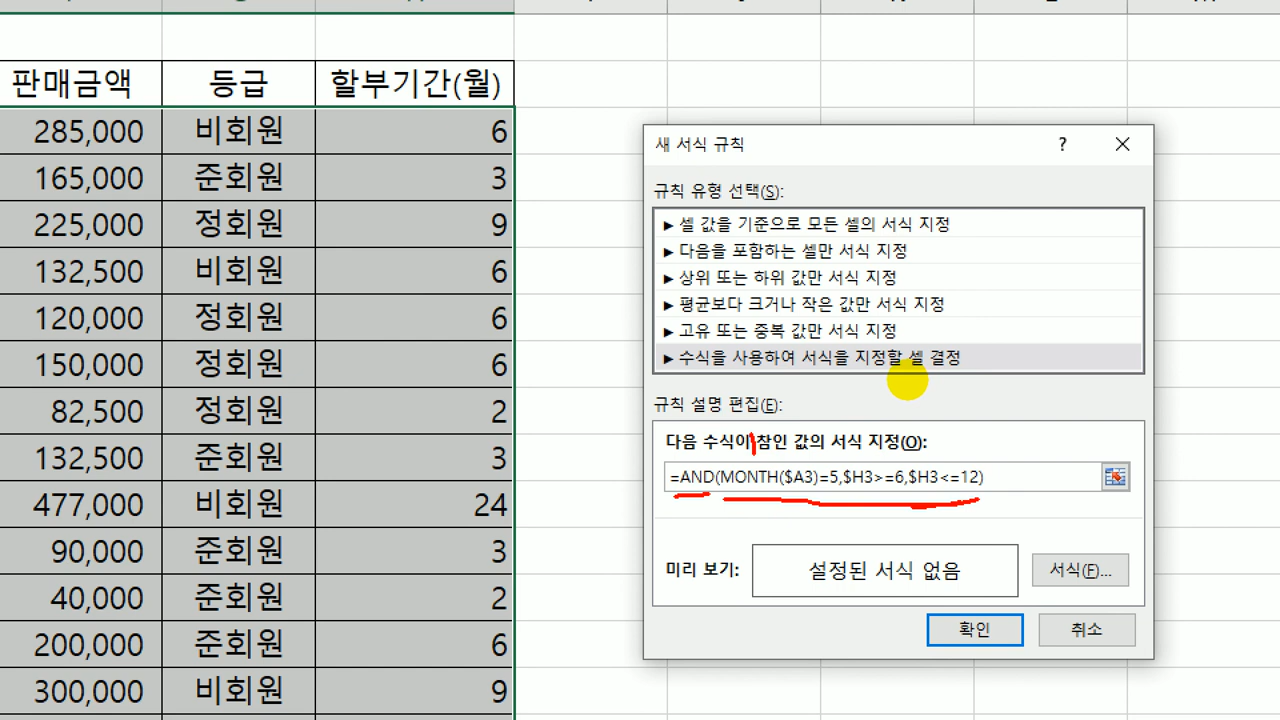 판매금액 등급 할부기간(월)
285,000 비회원 6
165,000 준회원 3
225,000 정회원 9
132,500 비회원 6
120,000 정회원 6
150,000 정회원 6
82,500 정회원 2
132,500 준회원 3
477,000 비회원 24
90,000 준회원 3
40,000 준회원 2
200,000 준회원 6
300,000 비회원 9
새 서식 규칙 ?
규칙 유형 선택(S):
► 셀 값을 기준으로 모든 셀의 서식 지정
► 다음을 포함하는 셀만 서식 지정
► 상위 또는 하위 값만 서식 지정
► 평균보다 크거나 작은 값만 서식 지정
► 고유 또는 중복 값만 서식 지정
► 수식을 사용하여 서식을 지정할 셀 결정
규칙 설명 편집(E):
다음 수식이 참인 값의 서식 지정(O):
=AND(MONTH($A3)=5,$H3>=6,$H3<=12)
미리 보기: 설정된 서식 없음 서식(F)...
확인 취소